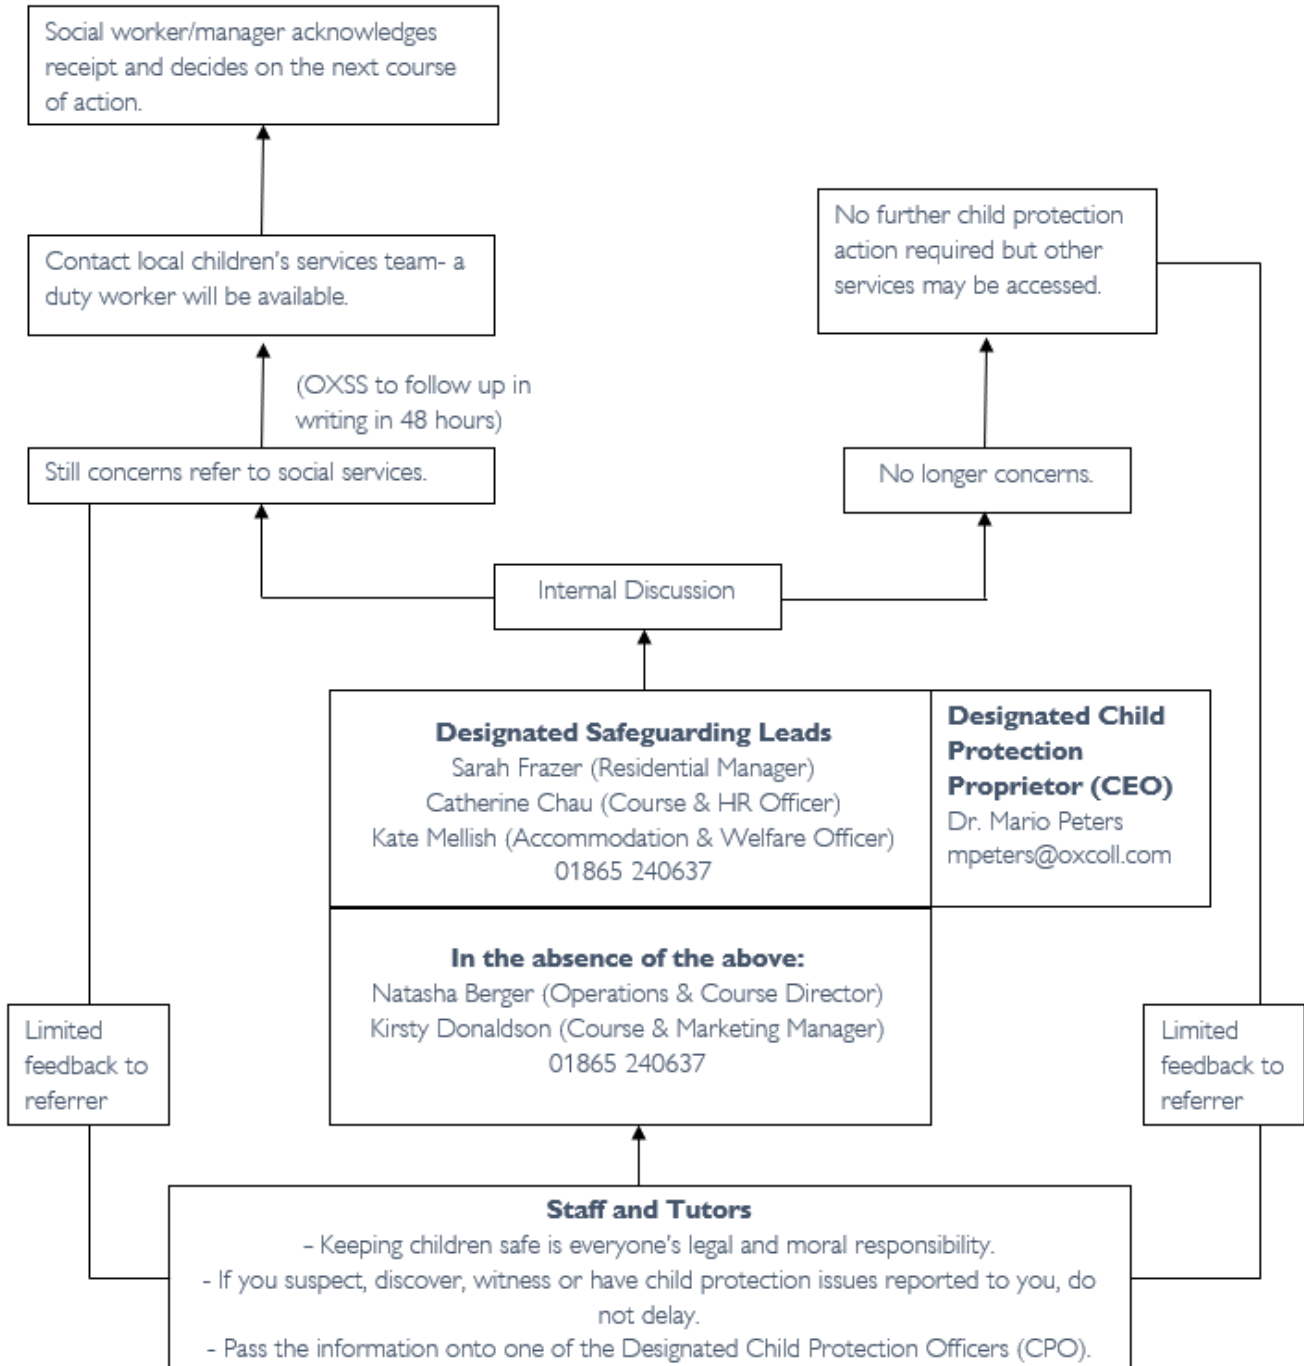 Social worker/manager acknowledges
receipt and decides on the next course
of action.
No further child protection
action required but other
services may be accessed.
Contact local children's services team- a
duty worker will be available.
(OXSS to follow up in
writing in 48 hours)
Still concerns refer to social services.
No longer concerns.
Internal Discussion
Designated Safeguarding Leads
Sarah Frazer (Residential Manager)
Catherine Chau (Course & HR Officer)
Kate Mellish (Accommodation & Welfare Officer)
01865 240637
Designated Child
Protection
Proprietor (CEO)
Dr. Mario Peters
mpeters@oxcoll.com
In the absence of the above:
Natasha Berger (Operations & Course Director)
Kirsty Donaldson (Course & Marketing Manager)
01865 240637
Limited
feedback to
referrer
Limited
feedback to
referrer
Staff and Tutors
- Keeping children safe is everyone's legal and moral responsibility.
- If you suspect, discover, witness or have child protection issues reported to you, do
not delay.
- Pass the information onto one of the Designated Child Protection Officers (CPO).